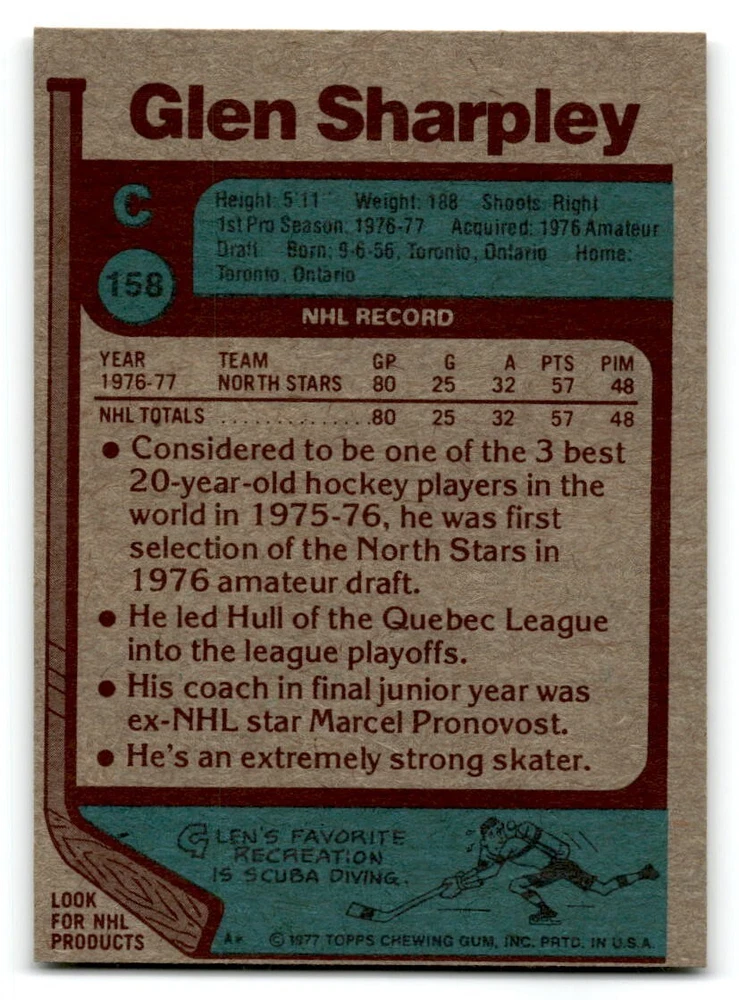 Glen Sharpley
C
158
Height: 5'11 Weight: 188 Shoots: Right
1st Pro Season: 1976-77 Acquired: 1976 Amateur
Draft Born: 9-6-56, Toronto, Ontario Home:
Toronto, Ontario
NHL RECORD
YEAR TEAM GP G A PTS PIM
1976-77 NORTH STARS 80 25 32 57 48
NHL TOTALS ..............80 25 32 57 48
• Considered to be one of the 3 best
20-year-old hockey players in the
world in 1975-76, he was first
selection of the North Stars in
1976 amateur draft.
• He led Hull of the Quebec League
into the league playoffs.
• His coach in final junior year was
ex-NHL star Marcel Pronovost.
• He's an extremely strong skater.
GLEN'S FAVORITE
RECREATION
IS SCUBA DIVING.
LOOK
FOR NHL
PRODUCTS
A* © 1977 TOPPS CHEWING GUM, INC. PRTD. IN U.S.A.